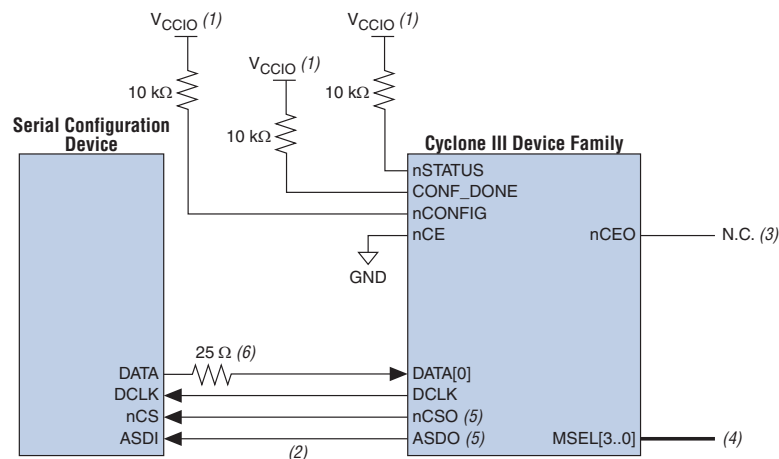 VCCIO (1)
VCCIO (1)
VCCIO (1)
10 kΩ
10 kΩ
10 kΩ
Serial Configuration
Device
Cyclone III Device Family
nSTATUS
CONF_DONE
nCONFIG
nCE
nCEO
N.C. (3)
GND
DATA
25 Ω (6)
DATA[0]
DCLK
DCLK
nCS
nCSO (5)
ASDI
(2)
ASDO (5)
MSEL[3..0]
(4)